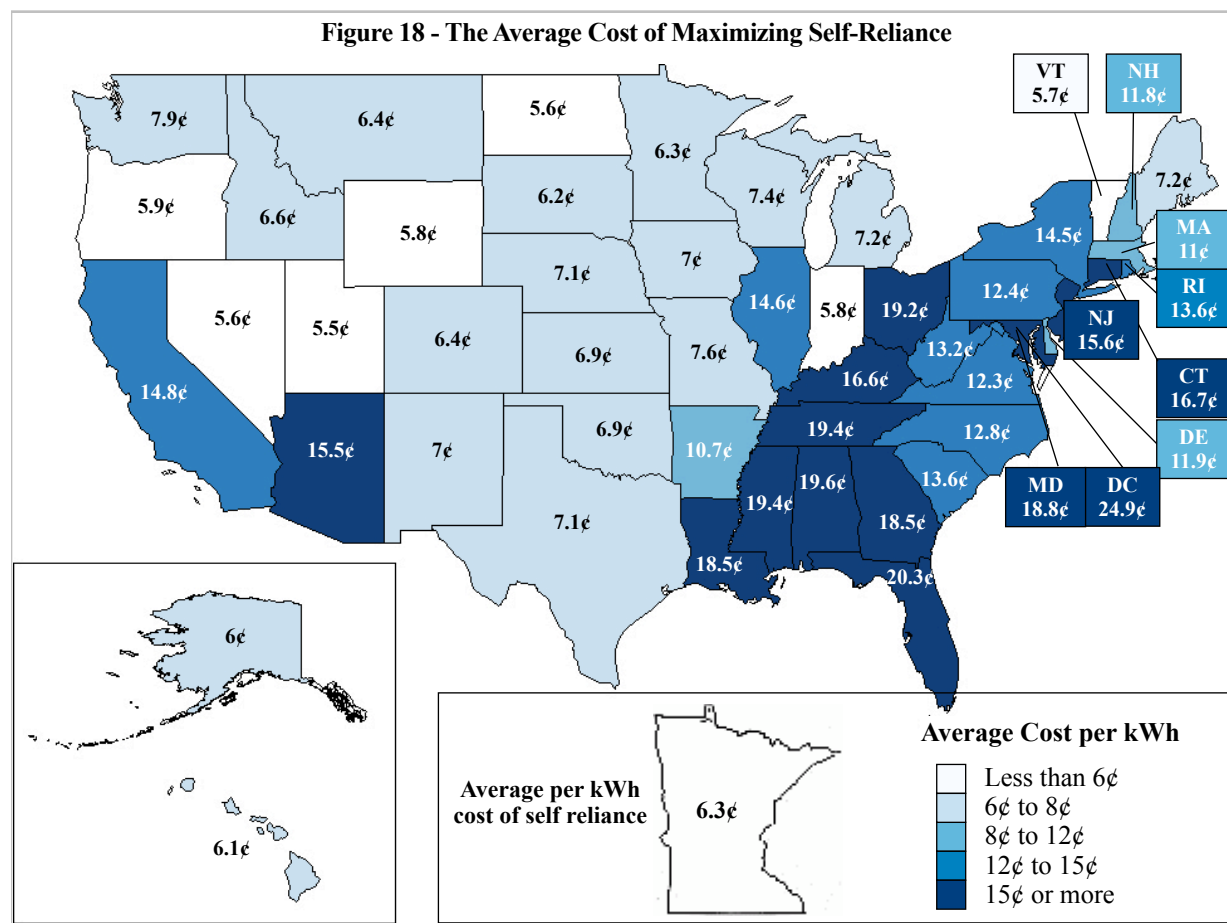 Figure 18 - The Average Cost of Maximizing Self-Reliance
VT
5.7¢
NH
11.8¢
7.9¢
6.4¢
5.6¢
6.3¢
7.2¢
5.9¢
6.6¢
5.8¢
6.2¢
7.4¢
7.2¢
14.5¢
MA
11¢
RI
13.6¢
7.1¢
7¢
14.6¢
5.8¢
19.2¢
12.4¢
NJ
15.6¢
CT
16.7¢
5.6¢
5.5¢
6.4¢
6.9¢
7.6¢
13.2¢
12.3¢
16.6¢
14.8¢
15.5¢
7¢
6.9¢
10.7¢
19.4¢
12.8¢
DE
11.9¢
MD
18.8¢
DC
24.9¢
7.1¢
18.5¢
19.4¢
19.6¢
18.5¢
13.6¢
20.3¢
6¢
6.1¢
Average per kWh
cost of self reliance
6.3¢
Average Cost per kWh
Less than 6¢
6¢ to 8¢
8¢ to 12¢
12¢ to 15¢
15¢ or more